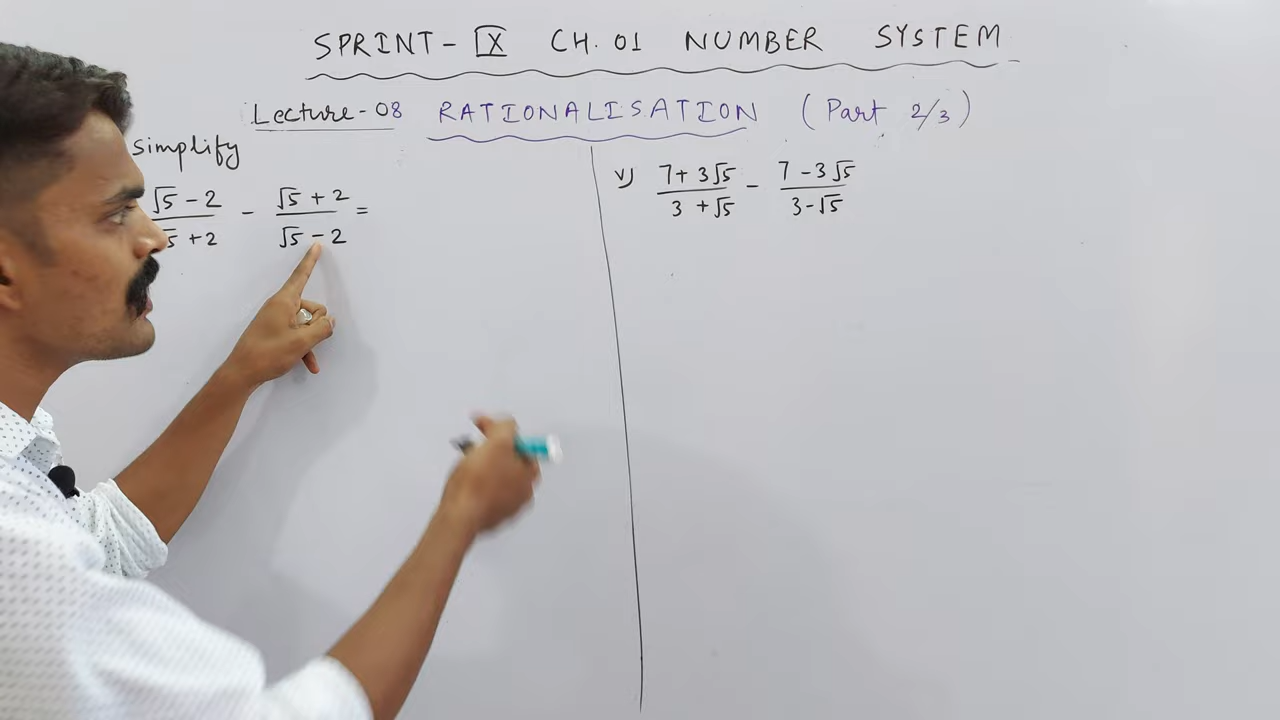 SPRINT - IX CH. 01 NUMBER SYSTEM
Lecture - 08 RATIONALISATION (Part 2/3)
simplify
√5 - 2 / √5 + 2 - √5 + 2 / √5 - 2 =
v) 7 + 3√5 / 3 + √5 - 7 - 3√5 / 3 - √5